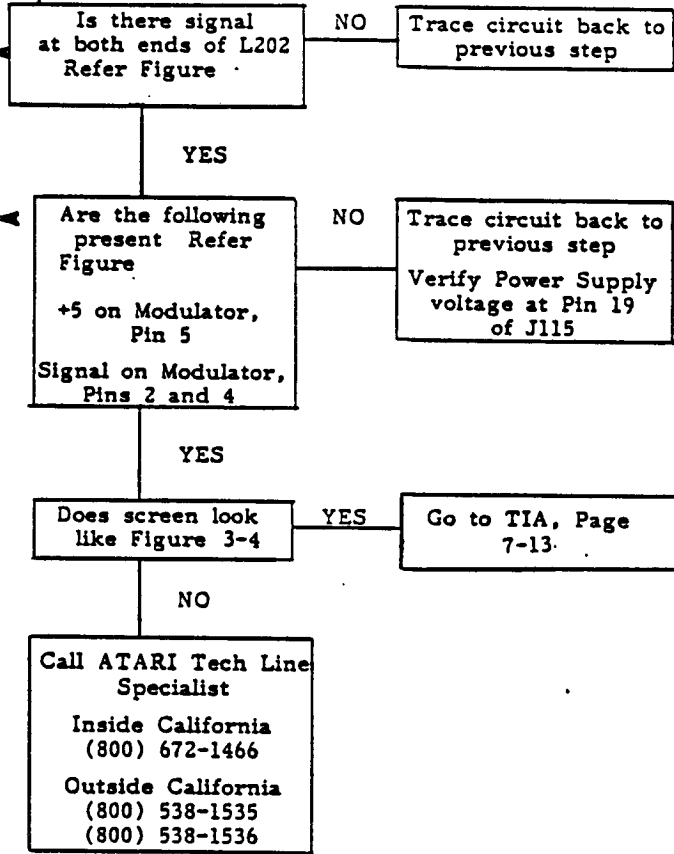 Is there signal
at both ends of L202
Refer Figure
NO
Trace circuit back to
previous step
YES
Are the following
present Refer
Figure
+5 on Modulator,
Pin 5
Signal on Modulator,
Pins 2 and 4
NO
Trace circuit back to
previous step
Verify Power Supply
voltage at Pin 19
of J115
YES
Does screen look
like Figure 3-4
YES
Go to TIA, Page
7-13.
NO
Call ATARI Tech Line
Specialist
Inside California
(800) 672-1466
Outside California
(800) 538-1535
(800) 538-1536